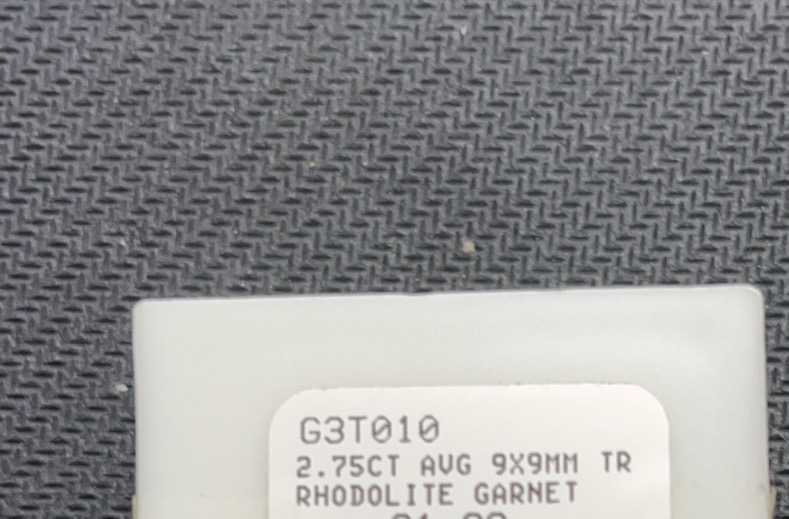 G3T010
2.75CT AVG 9X9MM TR
RHODOLITE GARNET